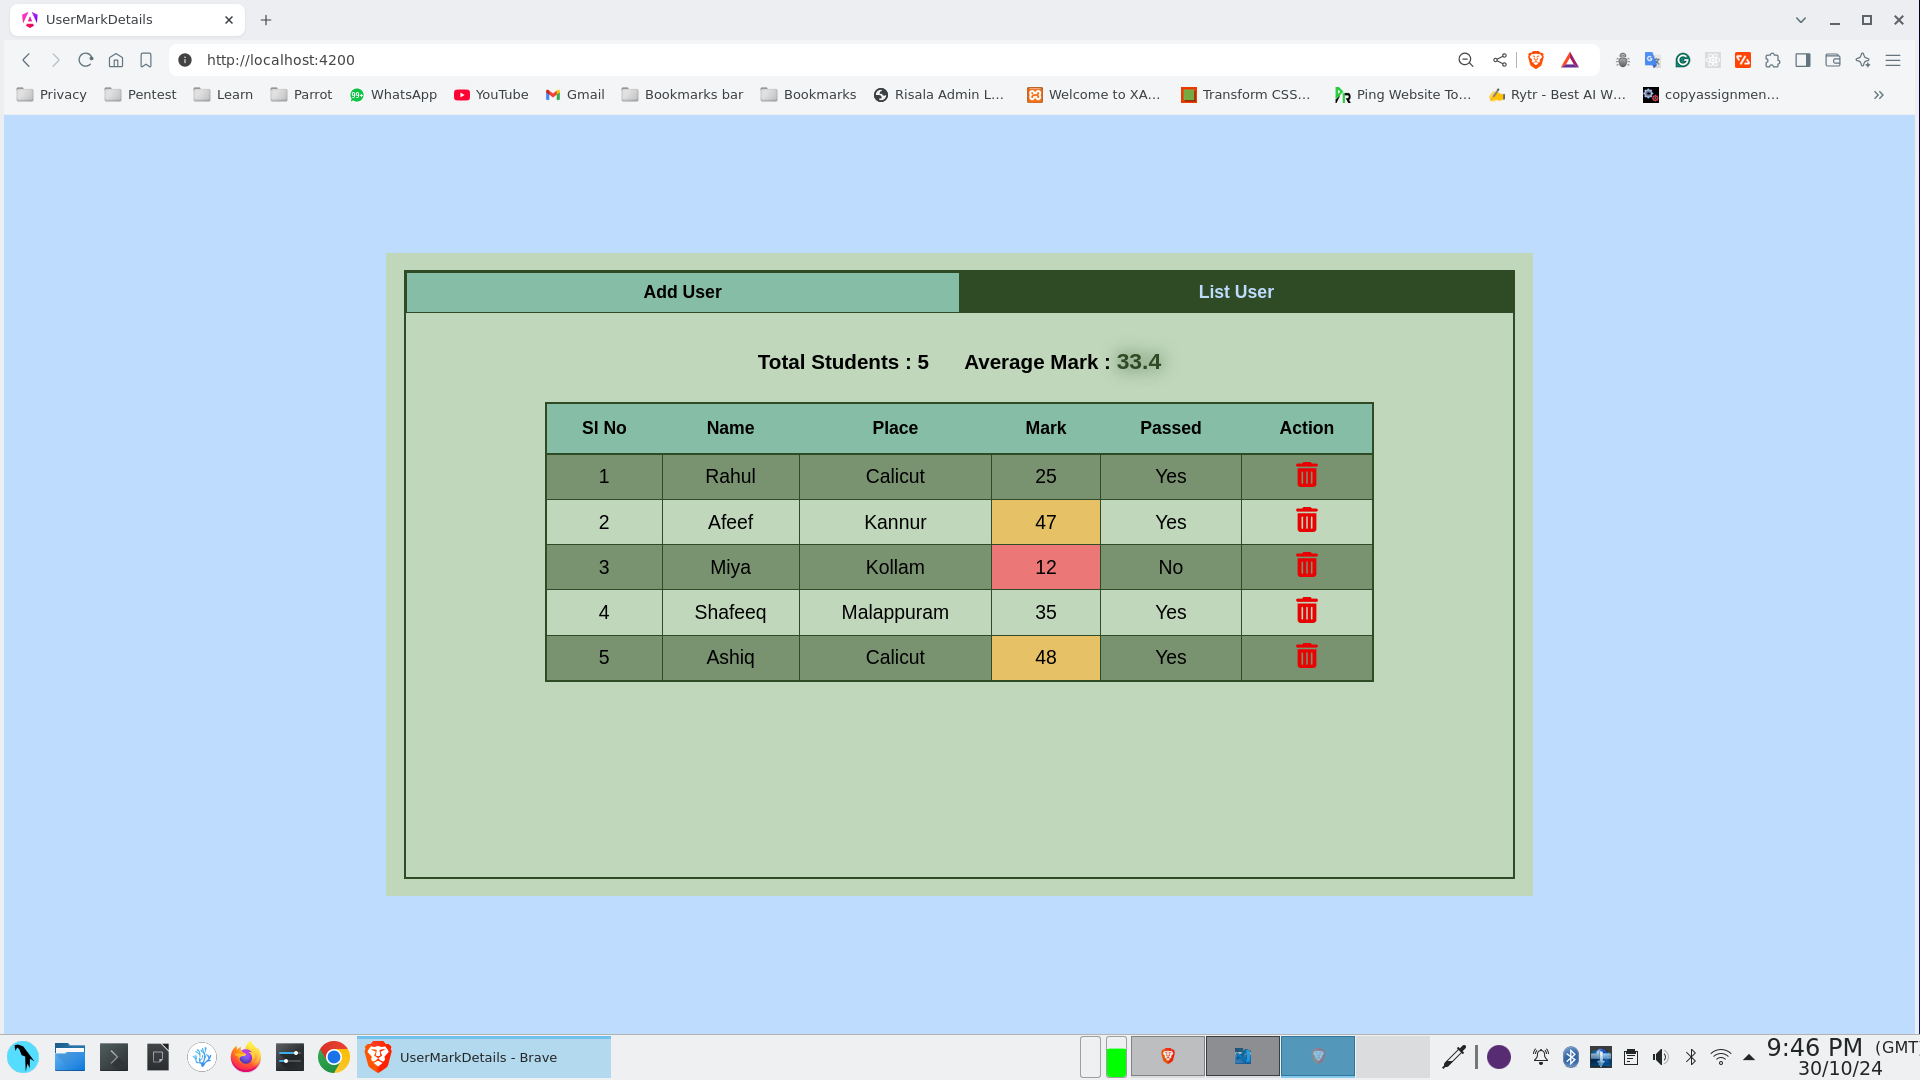 UserMarkDetails
http://localhost:4200
Privacy Pentest Learn Parrot WhatsApp YouTube Gmail Bookmarks bar Bookmarks Risala Admin L... Welcome to XA... Transform CSS... Ping Website To... Rytr - Best AI W... copyassignmen...
Add User List User
Total Students : 5 Average Mark : 33.4
Sl No Name Place Mark Passed Action
1 Rahul Calicut 25 Yes
2 Afeef Kannur 47 Yes
3 Miya Kollam 12 No
4 Shafeeq Malappuram 35 Yes
5 Ashiq Calicut 48 Yes
UserMarkDetails - Brave
9:46 PM (GMT
30/10/24